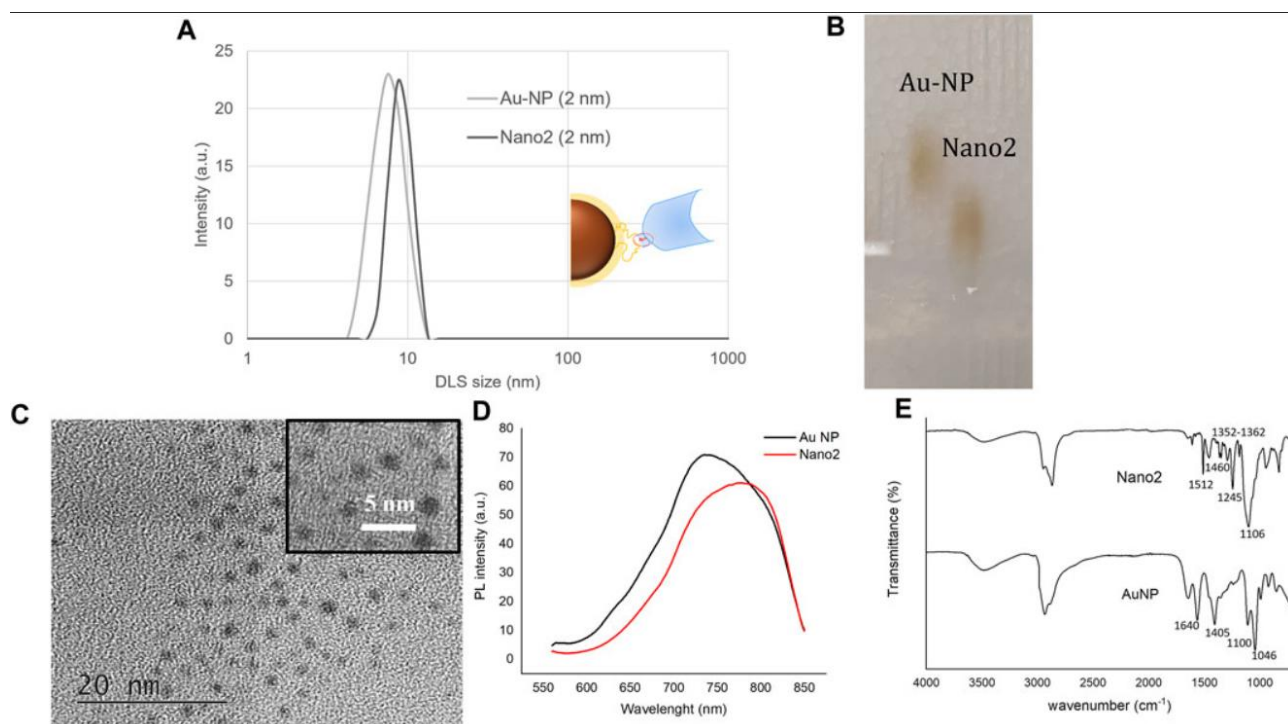 A
25
20
15
10
5
0
Intensity (a.u.)
Au-NP (2 nm)
Nano2 (2 nm)
1 10 100 1000
DLS size (nm)
B
Au-NP
Nano2
C
5 nm
20 nm
D
80
70
60
50
40
30
20
10
0
PL intensity (a.u.)
Au NP
Nano2
550 600 650 700 750 800 850
Wavelenght (nm)
E
Transmittance (%)
1352-1362
1460
1512
1245
1106
Nano2
AuNP
1640
1405
1100
1046
4000 3000 2000 1500 1000
wavenumber (cm-1)